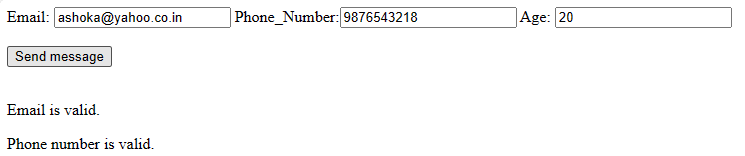 Email: ashoka@yahoo.co.in Phone_Number: 9876543218 Age: 20
Send message
Email is valid.
Phone number is valid.